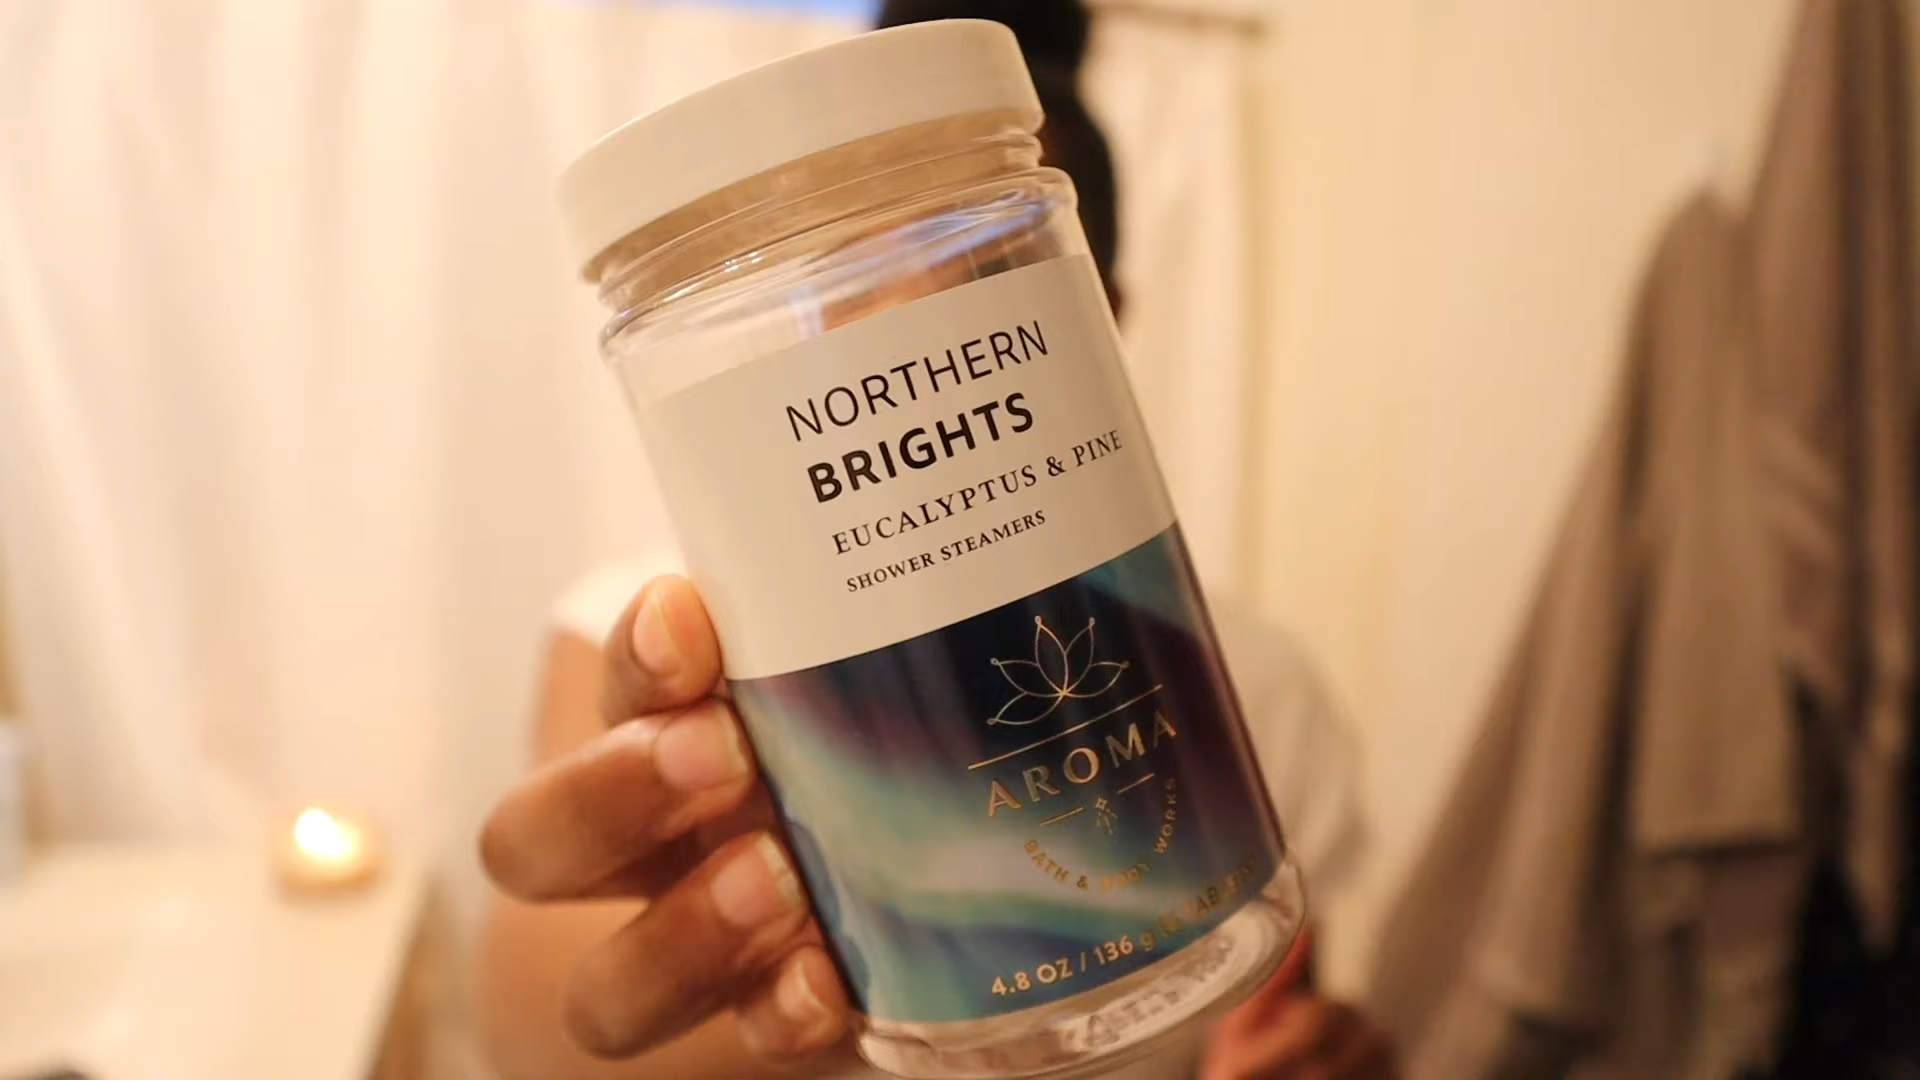 NORTHERN
BRIGHTS
EUCALYPTUS & PINE
SHOWER STEAMERS
AROMA
BATH & BODY WORKS
4.8 OZ / 136 g